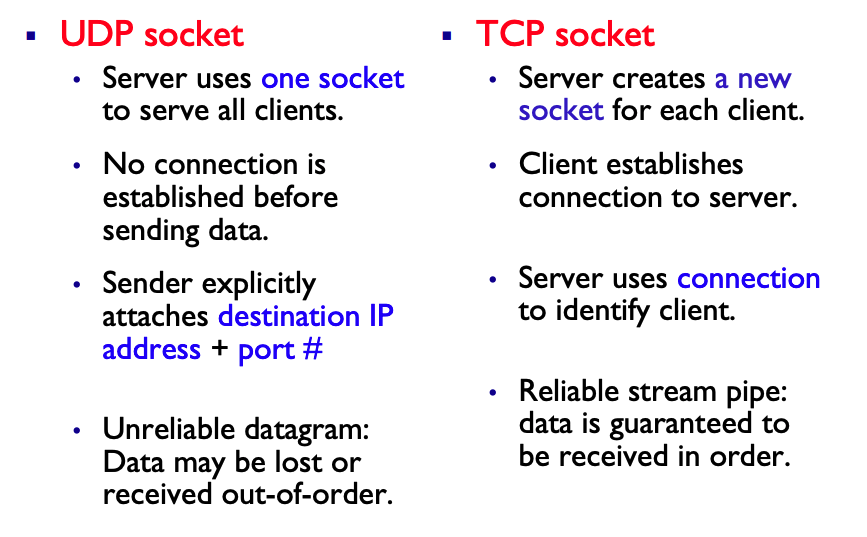 ▪ UDP socket
• Server uses one socket
to serve all clients.
• No connection is
established before
sending data.
• Sender explicitly
attaches destination IP
address + port #
• Unreliable datagram:
Data may be lost or
received out-of-order.
▪ TCP socket
• Server creates a new
socket for each client.
• Client establishes
connection to server.
• Server uses connection
to identify client.
• Reliable stream pipe:
data is guaranteed to
be received in order.